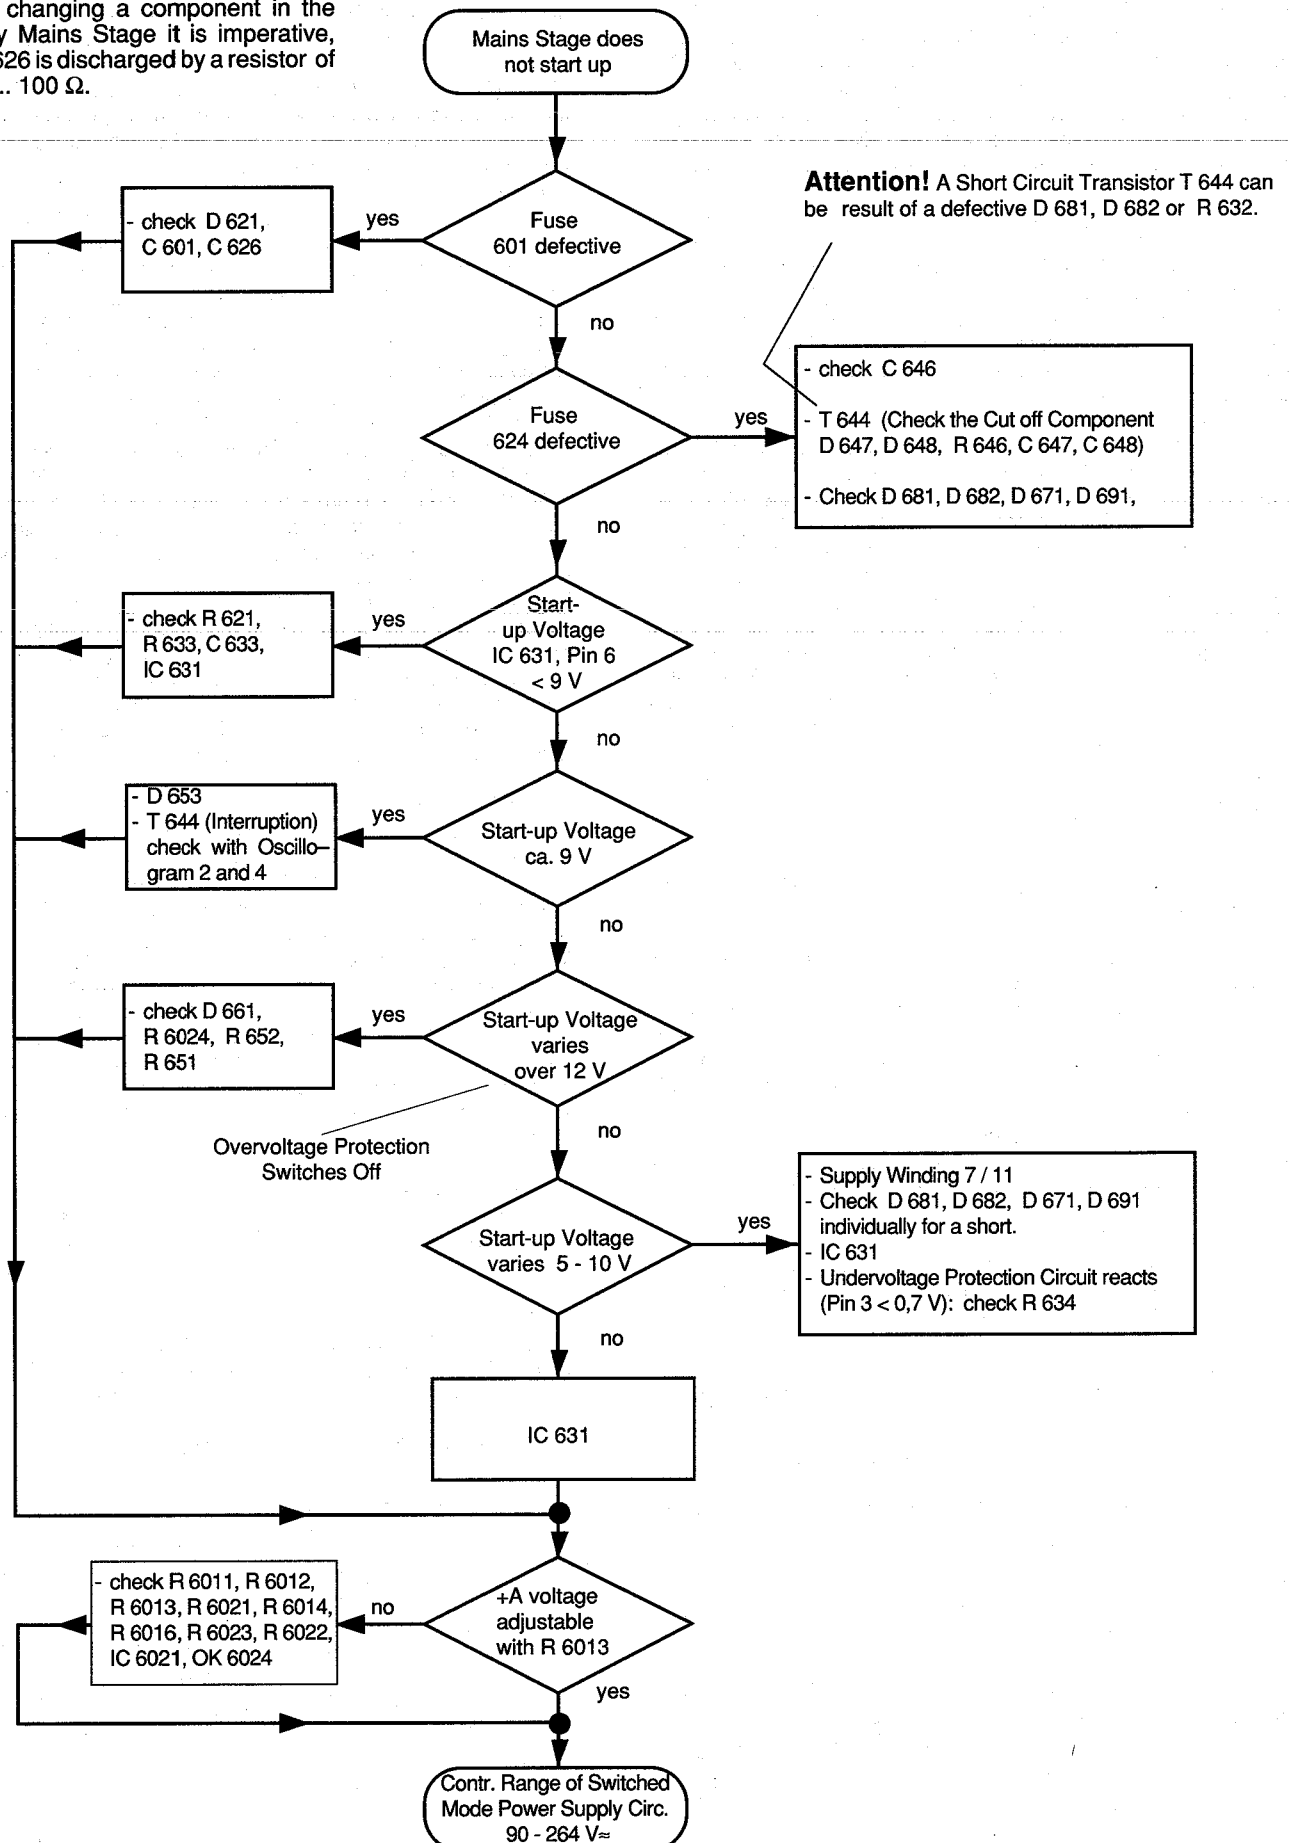 changing a component in the
Mains Stage it is imperative,
626 is discharged by a resistor of
.. 100 Ω.
Mains Stage does
not start up
Attention! A Short Circuit Transistor T 644 can
be result of a defective D 681, D 682 or R 632.
- check D 621,
C 601, C 626
yes
Fuse
601 defective
no
- check C 646
- T 644 (Check the Cut off Component
D 647, D 648, R 646, C 647, C 648)
- Check D 681, D 682, D 671, D 691,
Fuse
624 defective
yes
no
- check R 621,
R 633, C 633,
IC 631
yes
Start-
up Voltage
IC 631, Pin 6
< 9 V
no
- D 653
- T 644 (Interruption)
check with Oscillo–
gram 2 and 4
yes
Start-up Voltage
ca. 9 V
no
- check D 661,
R 6024, R 652,
R 651
yes
Start-up Voltage
varies
over 12 V
Overvoltage Protection
Switches Off
no
Start-up Voltage
varies 5 - 10 V
yes
- Supply Winding 7 / 11
- Check D 681, D 682, D 671, D 691
individually for a short.
- IC 631
- Undervoltage Protection Circuit reacts
(Pin 3 < 0,7 V): check R 634
no
IC 631
- check R 6011, R 6012,
R 6013, R 6021, R 6014,
R 6016, R 6023, R 6022,
IC 6021, OK 6024
no
+A voltage
adjustable
with R 6013
yes
Contr. Range of Switched
Mode Power Supply Circ.
90 - 264 V≂